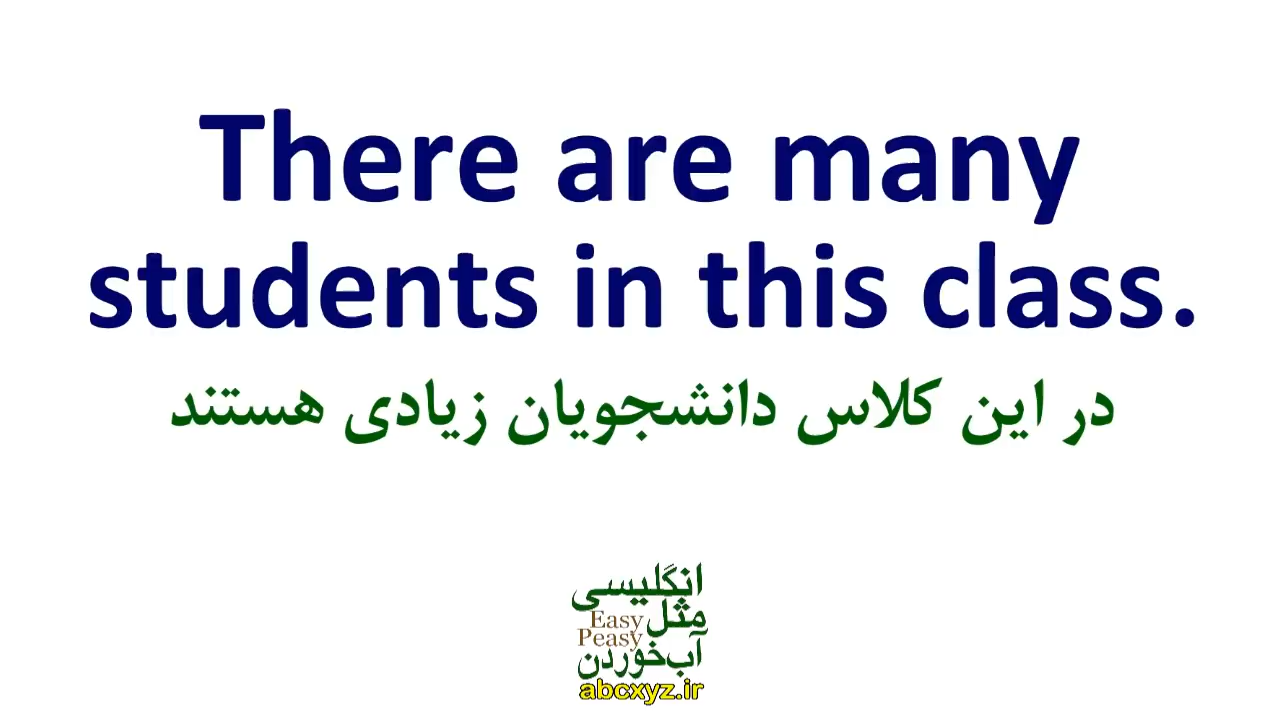 There are many
students in this class.
در این کلاس دانشجویان زیادی هستند
انگلیسی
مثل
Easy
Peasy
آب‌خوردن
abcxyz.ir